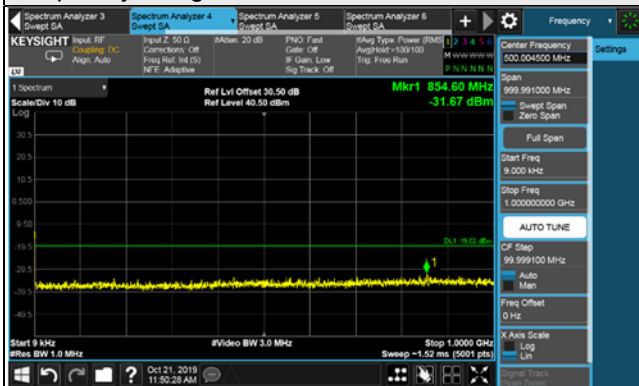 Spectrum Analyzer 3
Swept SA
Spectrum Analyzer 4
Swept SA
Spectrum Analyzer 5
Swept SA
Spectrum Analyzer 6
Swept SA
Frequency
KEYSIGHT
Input: RF
Coupling: DC
Align: Auto
Input Z: 50 Ω
Corrections: Off
Freq Ref: Int (S)
NFE: Adaptive
#Atten: 20 dB
PNO: Fast
Gate: Off
IF Gain: Low
Sig Track: Off
#Avg Type: Power (RMS
Avg|Hold:>100/100
Trig: Free Run
1 2 3 4 5 6
M W W W W W
P N N N N N
1 Spectrum
Scale/Div 10 dB
Log
Ref Lvl Offset 30.50 dB
Ref Level 40.50 dBm
Mkr1 854.60 MHz
-31.67 dBm
30.5
20.5
10.5
0.500
-9.50
-19.5
-29.5
-39.5
-49.5
DL1 -19.02 dBm
1
Start 9 kHz
#Res BW 1.0 MHz
#Video BW 3.0 MHz
Stop 1.0000 GHz
Sweep ~1.52 ms (5001 pts)
Oct 21, 2019
11:50:28 AM
Center Frequency
500.004500 MHz
Settings
Span
999.991000 MHz
Swept Span
Zero Span
Full Span
Start Freq
9.000 kHz
Stop Freq
1.000000000 GHz
AUTO TUNE
CF Step
99.999100 MHz
Auto
Man
Freq Offset
0 Hz
X Axis Scale
Log
Lin
Signal Track
(Span Zoom)